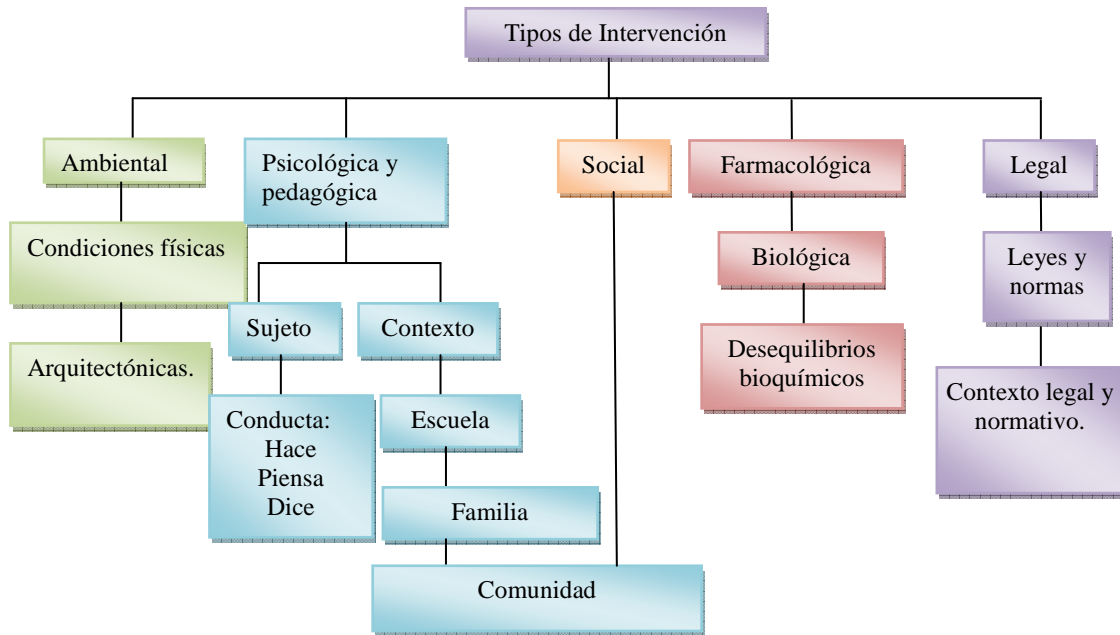 Tipos de Intervención
Ambiental
Psicológica y
pedagógica
Social
Farmacológica
Legal
Condiciones físicas
Biológica
Leyes y
normas
Sujeto
Contexto
Arquitectónicas.
Desequilibrios
bioquímicos
Contexto legal y
normativo.
Conducta:
Hace
Piensa
Dice
Escuela
Familia
Comunidad